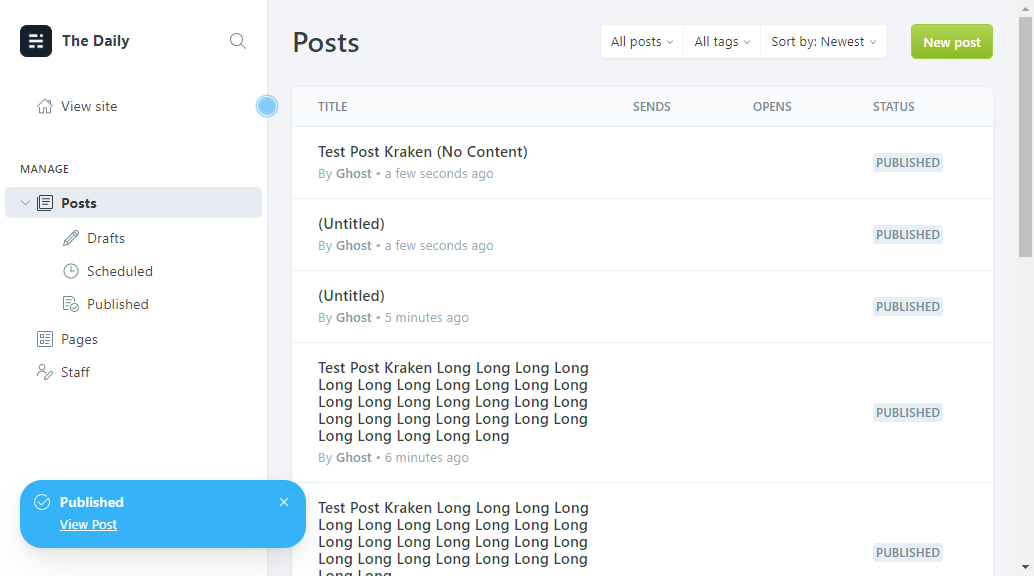 The Daily
View site
MANAGE
Posts
Drafts
Scheduled
Published
Pages
Staff
Published
View Post
Posts
All posts
All tags
Sort by: Newest
New post
TITLE SENDS OPENS STATUS
Test Post Kraken (No Content)
By Ghost • a few seconds ago
PUBLISHED
(Untitled)
By Ghost • a few seconds ago
PUBLISHED
(Untitled)
By Ghost • 5 minutes ago
PUBLISHED
Test Post Kraken Long Long Long Long
Long Long Long Long Long Long Long
Long Long Long Long Long Long Long
Long Long Long Long Long Long Long
Long Long Long Long Long
By Ghost • 6 minutes ago
PUBLISHED
Test Post Kraken Long Long Long Long
Long Long Long Long Long Long Long
Long Long Long Long Long Long Long
Long Long Long Long Long Long Long
Long Long
PUBLISHED